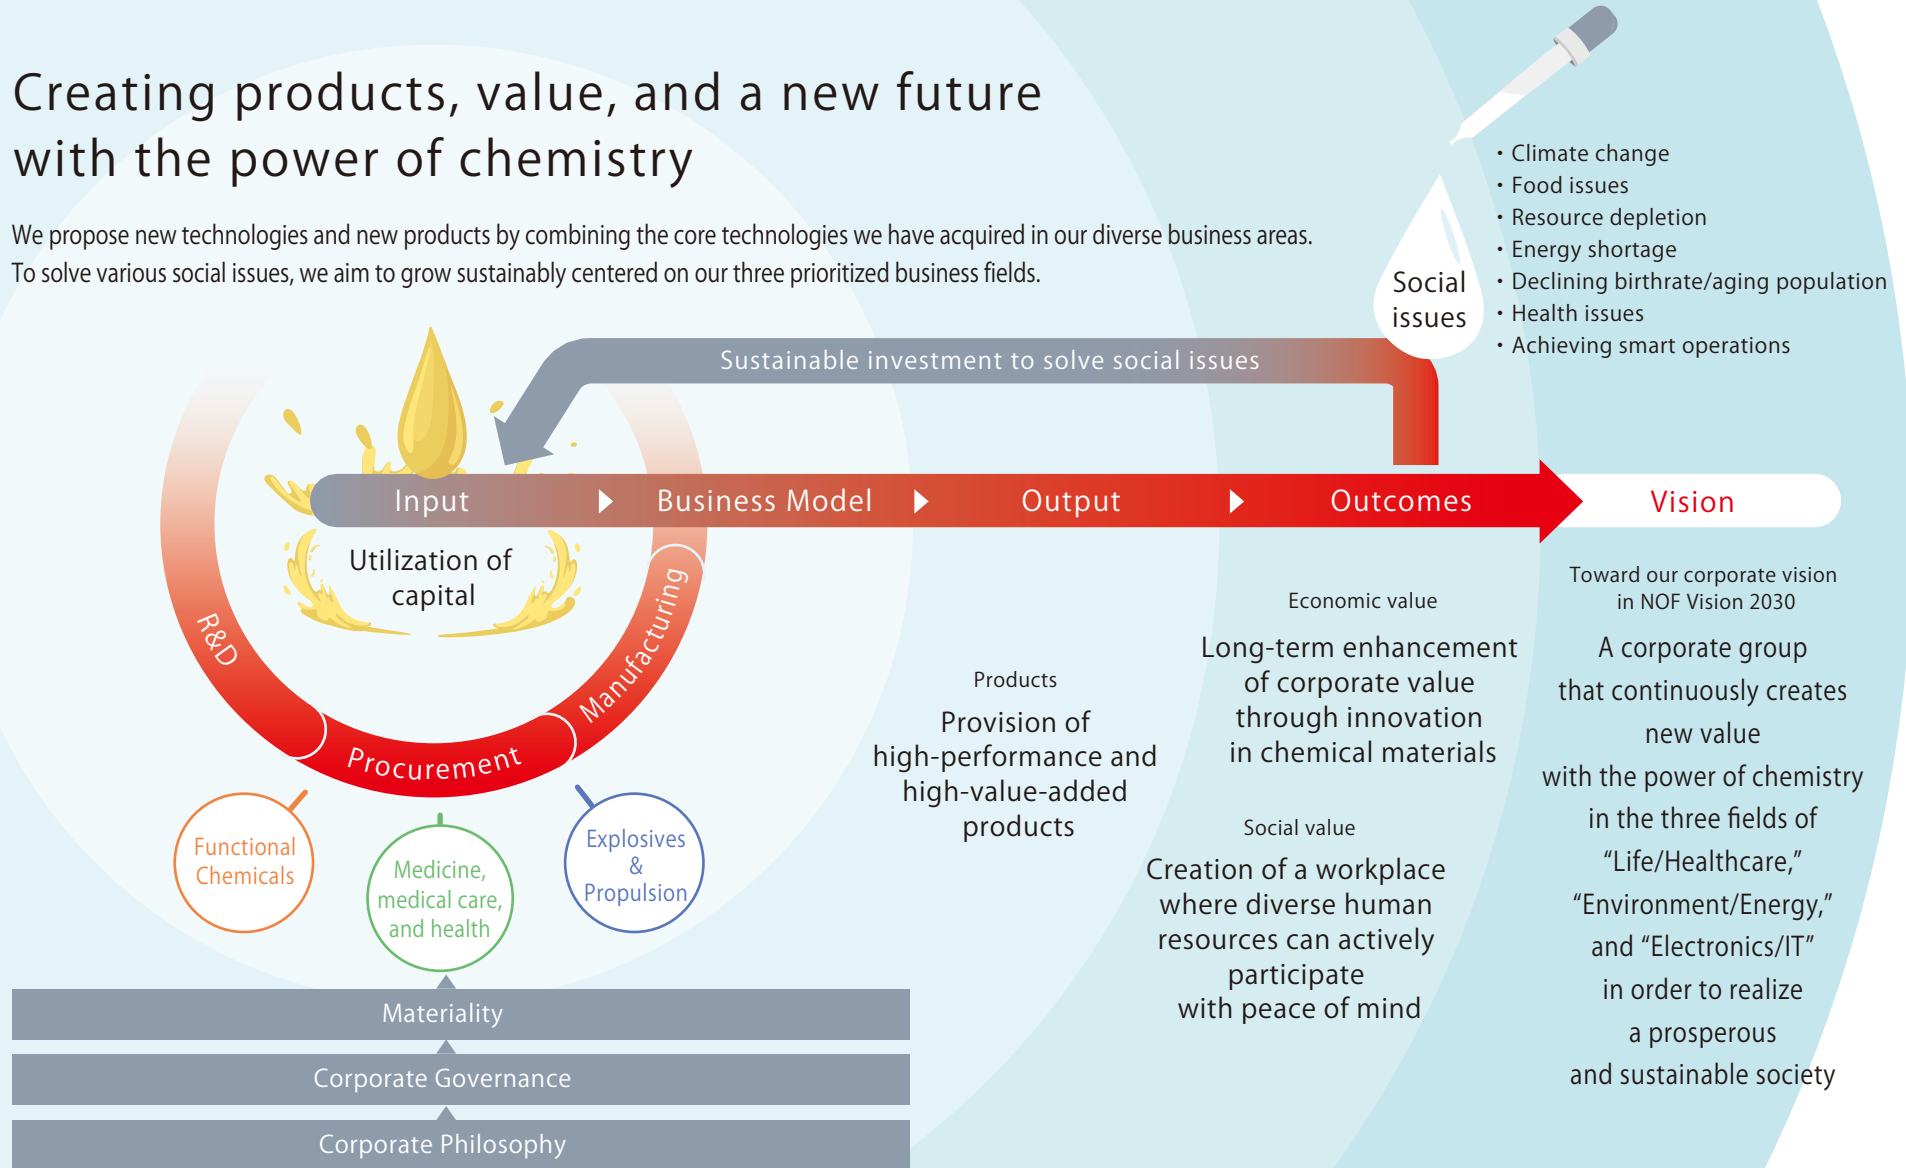 Creating products, value, and a new future
with the power of chemistry
We propose new technologies and new products by combining the core technologies we have acquired in our diverse business areas.
To solve various social issues, we aim to grow sustainably centered on our three prioritized business fields.
Social
issues
・Climate change
・Food issues
・Resource depletion
・Energy shortage
・Declining birthrate/aging population
・Health issues
・Achieving smart operations
Sustainable investment to solve social issues
Input
Business Model
Output
Outcomes
Vision
Utilization of
capital
R&D
Procurement
Manufacturing
Functional
Chemicals
Medicine,
medical care,
and health
Explosives
&
Propulsion
Materiality
Corporate Governance
Corporate Philosophy
Products
Provision of
high-performance and
high-value-added
products
Economic value
Long-term enhancement
of corporate value
through innovation
in chemical materials
Social value
Creation of a workplace
where diverse human
resources can actively
participate
with peace of mind
Toward our corporate vision
in NOF Vision 2030
A corporate group
that continuously creates
new value
with the power of chemistry
in the three fields of
“Life/Healthcare,”
“Environment/Energy,”
and “Electronics/IT”
in order to realize
a prosperous
and sustainable society